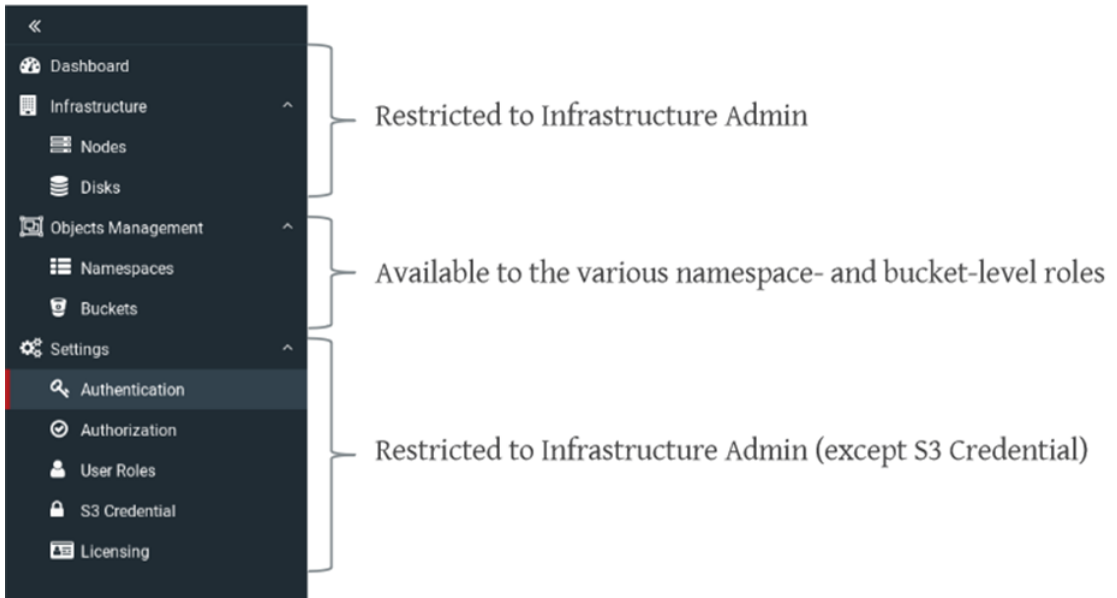 «
Dashboard
Infrastructure
Restricted to Infrastructure Admin
Nodes
Disks
Objects Management
Namespaces
Available to the various namespace- and bucket-level roles
Buckets
Settings
Authentication
Authorization
Restricted to Infrastructure Admin (except S3 Credential)
User Roles
S3 Credential
Licensing